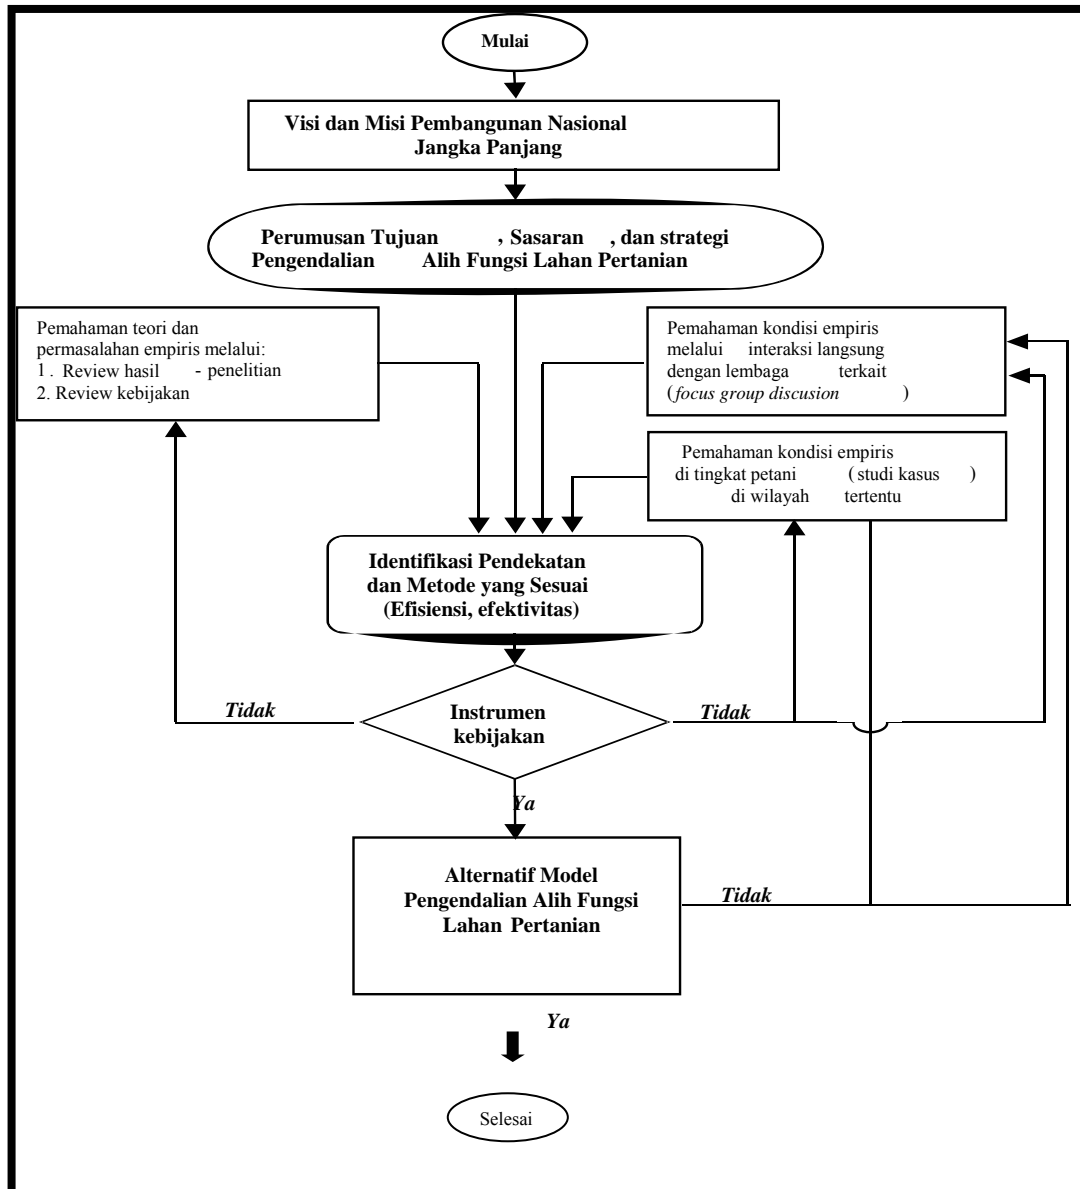 Mulai
Visi dan Misi Pembangunan Nasional
Jangka Panjang
Perumusan Tujuan , Sasaran , dan strategi
Pengendalian Alih Fungsi Lahan Pertanian
Pemahaman teori dan
permasalahan empiris melalui:
1 . Review hasil - penelitian
2. Review kebijakan
Pemahaman kondisi empiris
melalui interaksi langsung
dengan lembaga terkait
(focus group discusion )
Pemahaman kondisi empiris
di tingkat petani (studi kasus )
di wilayah tertentu
Identifikasi Pendekatan
dan Metode yang Sesuai
(Efisiensi, efektivitas)
Tidak
Instrumen
kebijakan
Tidak
Ya
Alternatif Model
Pengendalian Alih Fungsi
Lahan Pertanian
Tidak
Ya
Selesai